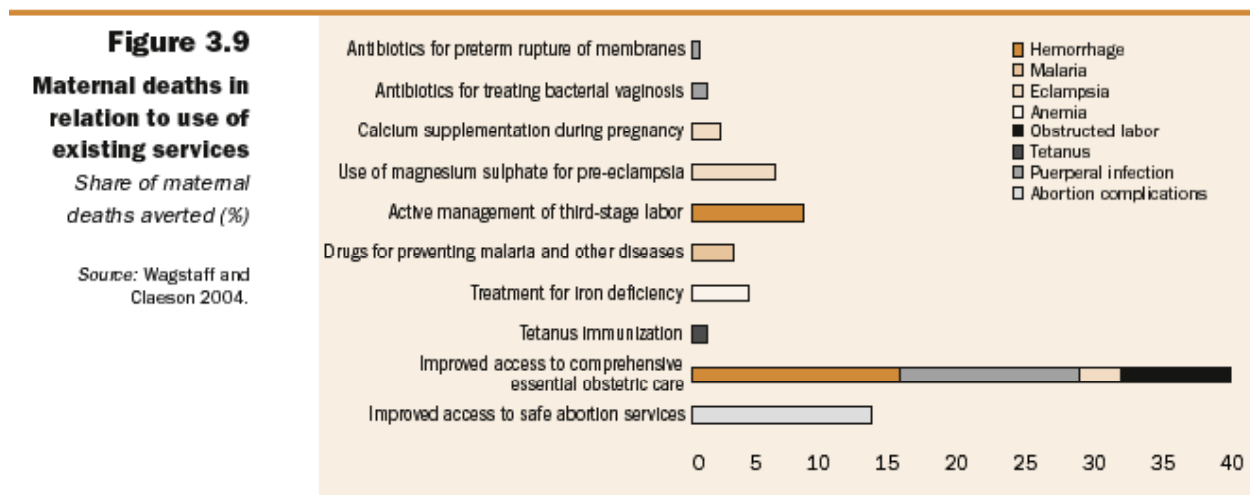 Figure 3.9
Maternal deaths in
relation to use of
existing services
Share of maternal
deaths averted (%)
Source: Wagstaff and
Claeson 2004.
Antibiotics for preterm rupture of membranes
Antibiotics for treating bacterial vaginosis
Calcium supplementation during pregnancy
Use of magnesium sulphate for pre-eclampsia
Active management of third-stage labor
Drugs for preventing malaria and other diseases
Treatment for iron deficiency
Tetanus immunization
Improved access to comprehensive
essential obstetric care
Improved access to safe abortion services
Hemorrhage
Malaria
Eclampsia
Anemia
Obstructed labor
Tetanus
Puerperal infection
Abortion complications
0 5 10 15 20 25 30 35 40